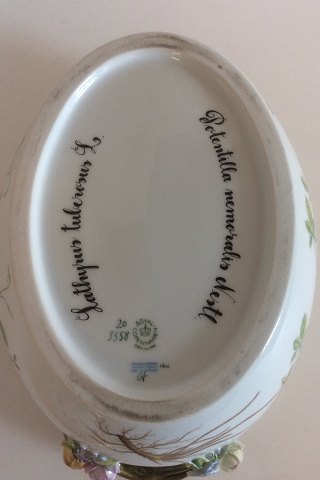 Lathyrus tuberosus L.
Potentilla nemoralis Nestl
20
3558